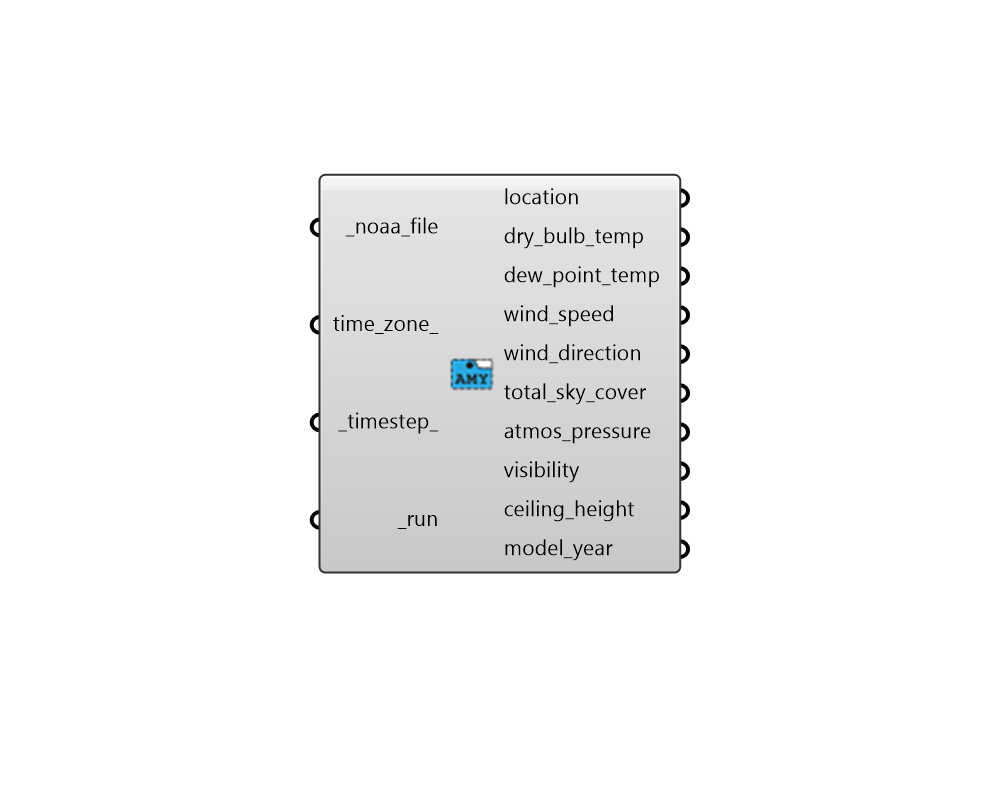 _noaa_file
time_zone_
_timestep_
_run
AMY
location
dry_bulb_temp
dew_point_temp
wind_speed
wind_direction
total_sky_cover
atmos_pressure
visibility
ceiling_height
model_year